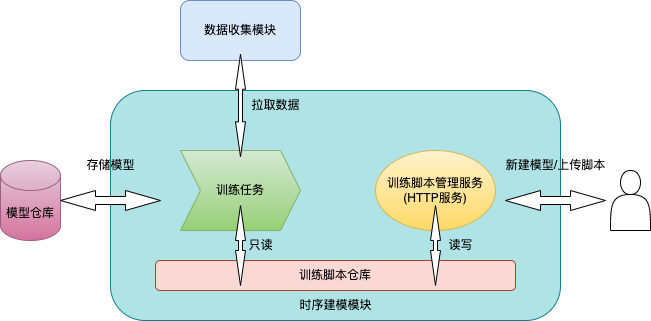 数据收集模块
拉取数据
存储模型
新建模型/上传脚本
模型仓库
训练任务
训练脚本管理服务
(HTTP服务)
只读
读写
训练脚本仓库
时序建模模块